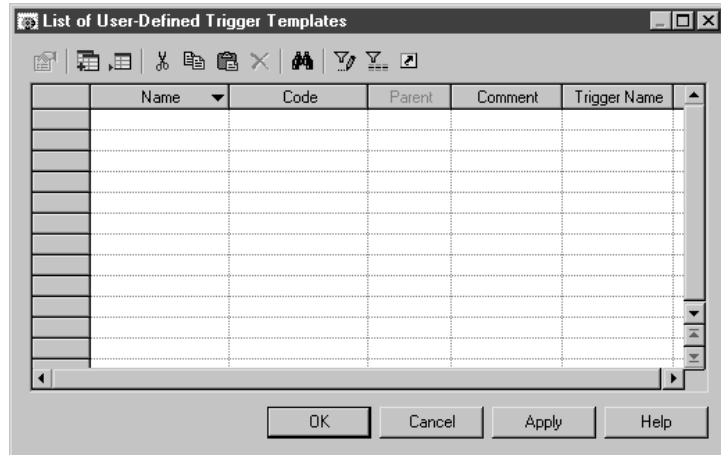 List of User-Defined Trigger Templates
Name Code Parent Comment Trigger Name
OK Cancel Apply Help